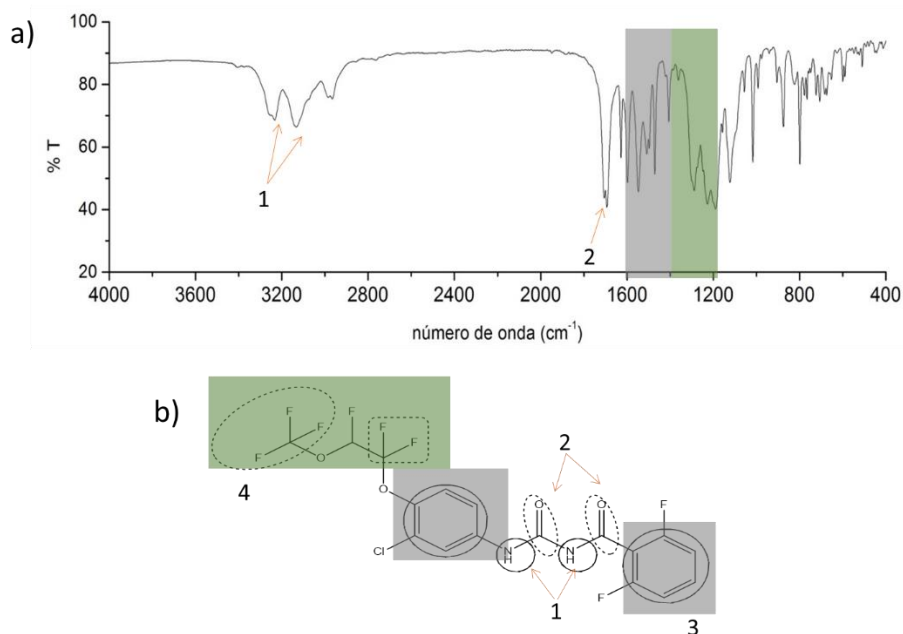 a)
100
80
60
40
20
% T
1
2
4000 3600 3200 2800 2400 2000 1600 1200 800 400
número de onda (cm⁻¹)
b)
F F F F
F F F
O
4
O
Cl
N
H
O
N
H
O
F
F
2
1
3